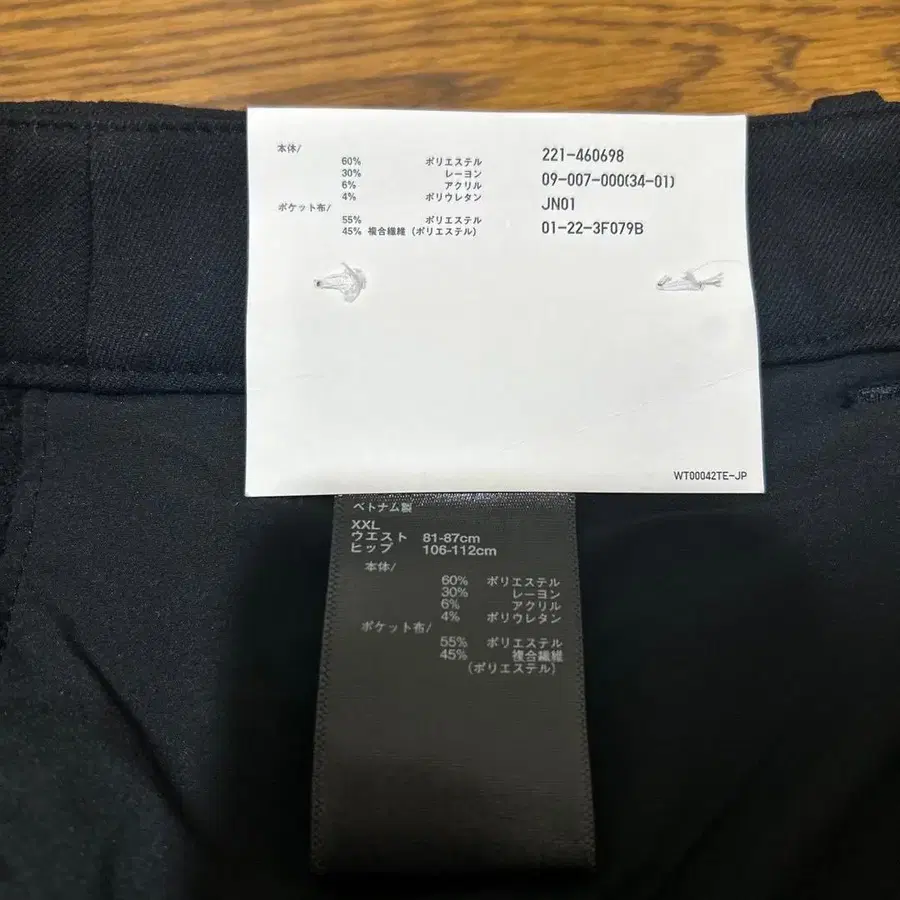 本体/
60% ポリエステル
30% レーヨン
6% アクリル
4% ポリウレタン
ポケット布/
55% ポリエステル
45% 複合繊維(ポリエステル)
221-460698
09-007-000(34-01)
JN01
01-22-3F079B
WT00042TE-JP
ベトナム製
XXL
ウエスト 81-87cm
ヒップ 106-112cm
本体/
60% ポリエステル
30% レーヨン
6% アクリル
4% ポリウレタン
ポケット布/
55% ポリエステル
45% 複合繊維
(ポリエステル)